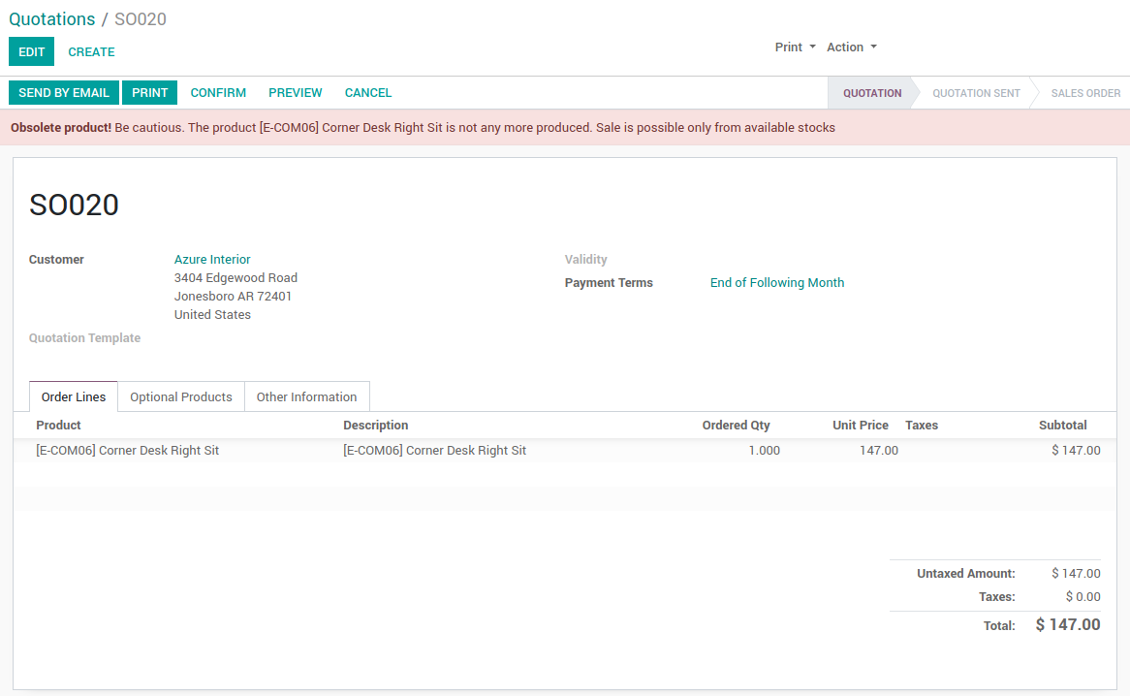 Quotations / SO020
EDIT CREATE Print Action
SEND BY EMAIL PRINT CONFIRM PREVIEW CANCEL QUOTATION QUOTATION SENT SALES ORDER
Obsolete product! Be cautious. The product [E-COM06] Corner Desk Right Sit is not any more produced. Sale is possible only from available stocks
SO020
Customer Azure Interior Validity
3404 Edgewood Road Payment Terms End of Following Month
Jonesboro AR 72401
United States
Quotation Template
Order Lines Optional Products Other Information
Product Description Ordered Qty Unit Price Taxes Subtotal
[E-COM06] Corner Desk Right Sit [E-COM06] Corner Desk Right Sit 1.000 147.00 $ 147.00
Untaxed Amount: $ 147.00
Taxes: $ 0.00
Total: $ 147.00